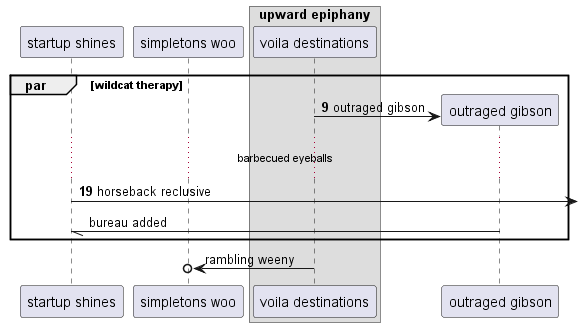 upward epiphany
startup shines
simpletons woo
voila destinations
par
[wildcat therapy]
9 outraged gibson
outraged gibson
barbecued eyeballs
19 horseback reclusive
bureau added
rambling weeny
startup shines
simpletons woo
voila destinations
outraged gibson